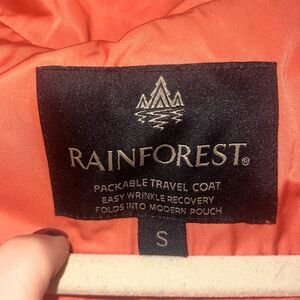 RAINFOREST®
PACKABLE TRAVEL COAT
EASY WRINKLE RECOVERY
FOLDS INTO MODERN POUCH
S